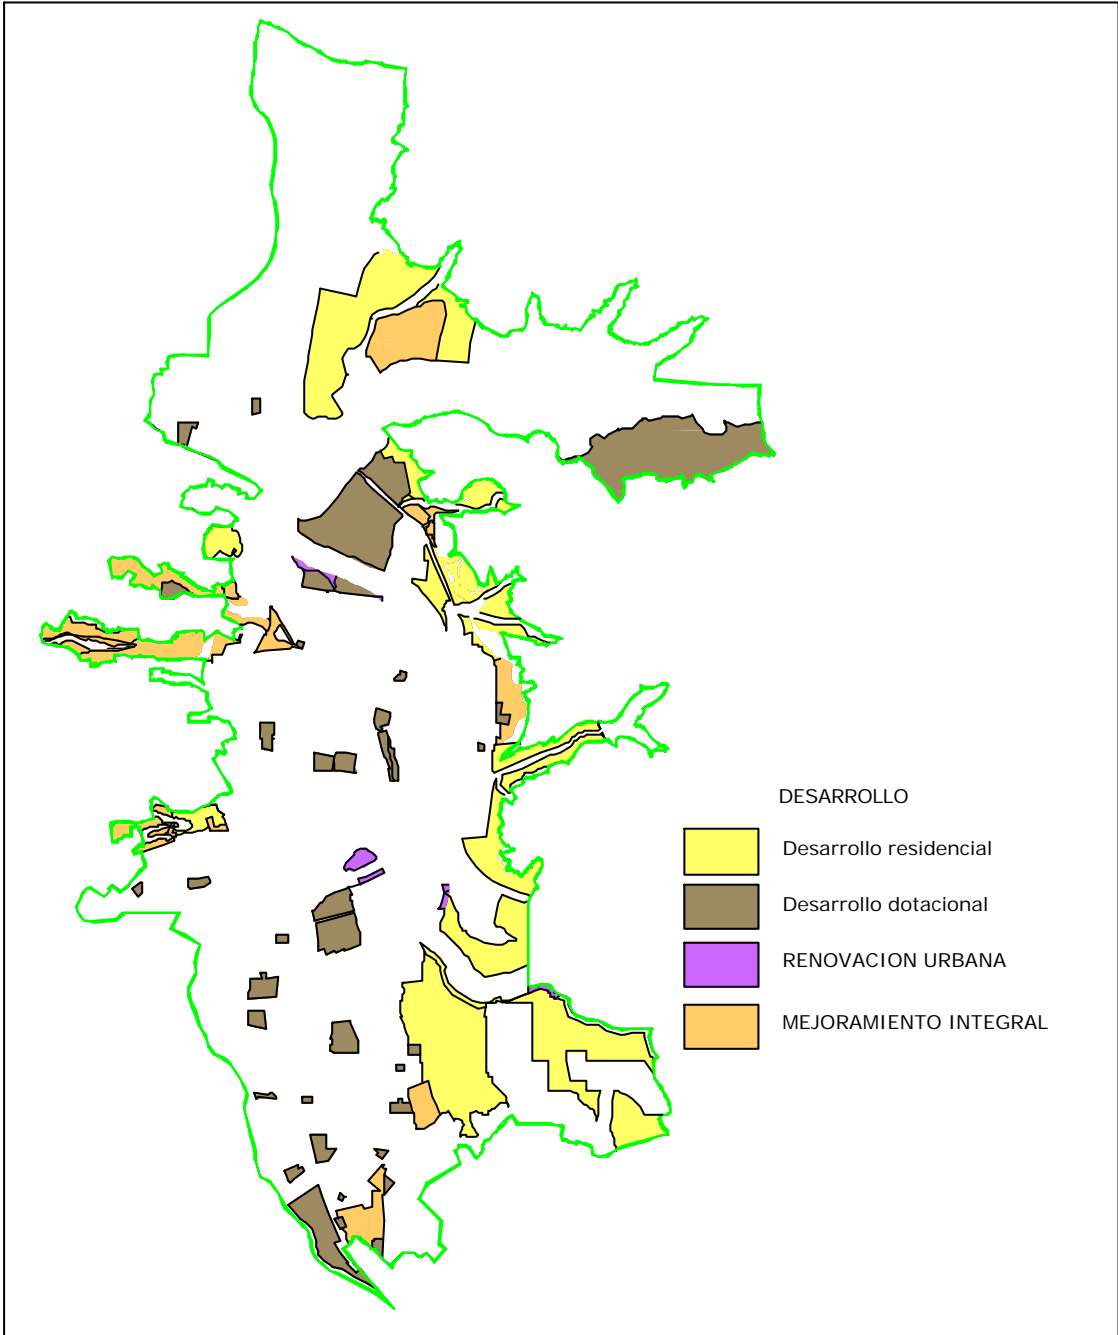 DESARROLLO
Desarrollo residencial
Desarrollo dotacional
RENOVACION URBANA
MEJORAMIENTO INTEGRAL